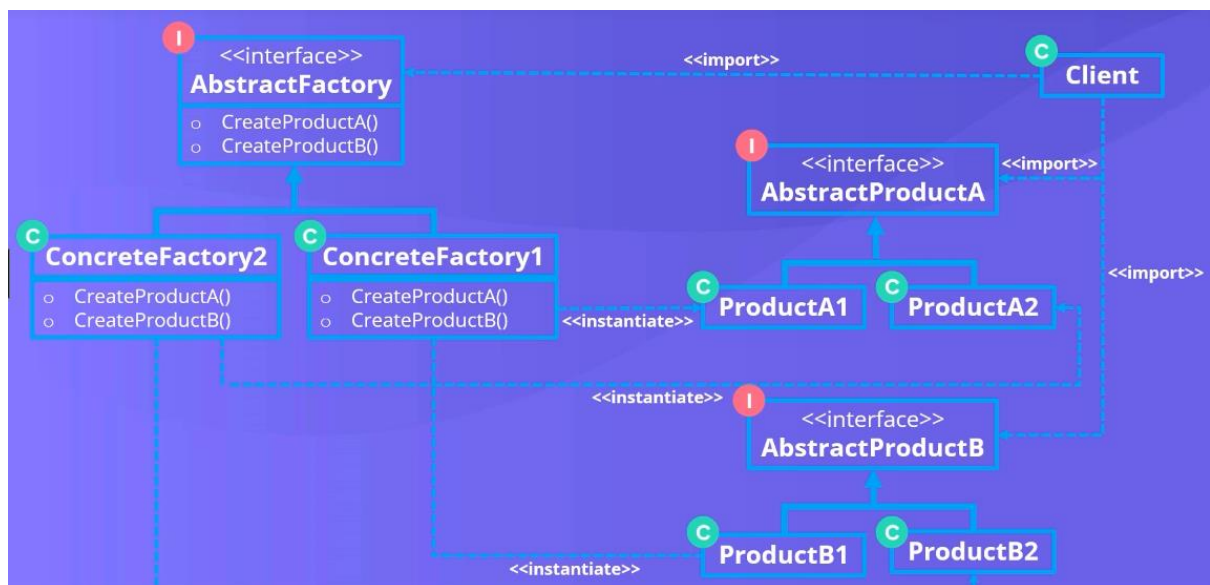 I
<<interface>>
AbstractFactory
o CreateProductA()
o CreateProductB()
<<import>>
C
Client
I
<<interface>>
AbstractProductA
<<import>>
C
ConcreteFactory2
o CreateProductA()
o CreateProductB()
C
ConcreteFactory1
o CreateProductA()
o CreateProductB()
<<import>>
<<instantiate>>
C
ProductA1
C
ProductA2
<<instantiate>>
I
<<interface>>
AbstractProductB
C
ProductB1
C
ProductB2
<<instantiate>>